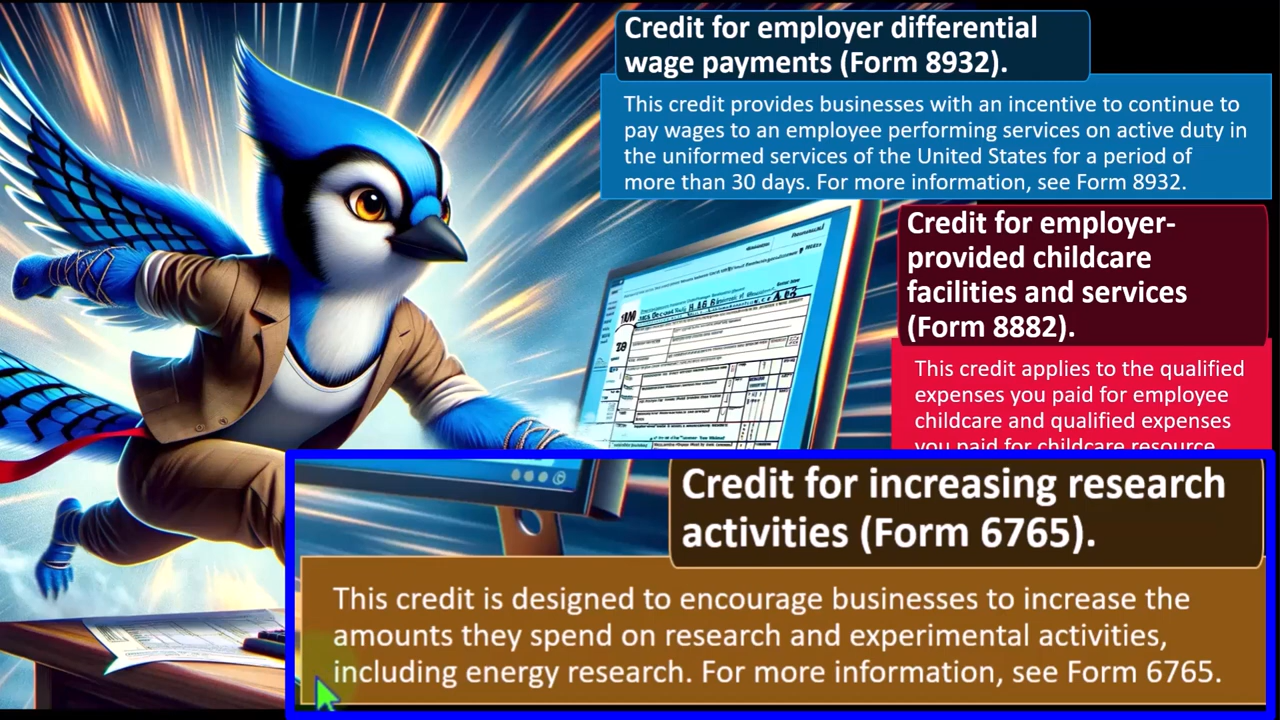 Credit for employer differential
wage payments (Form 8932).
This credit provides businesses with an incentive to continue to
pay wages to an employee performing services on active duty in
the uniformed services of the United States for a period of
more than 30 days. For more information, see Form 8932.
Credit for employer-
provided childcare
facilities and services
(Form 8882).
This credit applies to the qualified
expenses you paid for employee
childcare and qualified expenses
you paid for childcare resource
Credit for increasing research
activities (Form 6765).
This credit is designed to encourage businesses to increase the
amounts they spend on research and experimental activities,
including energy research. For more information, see Form 6765.